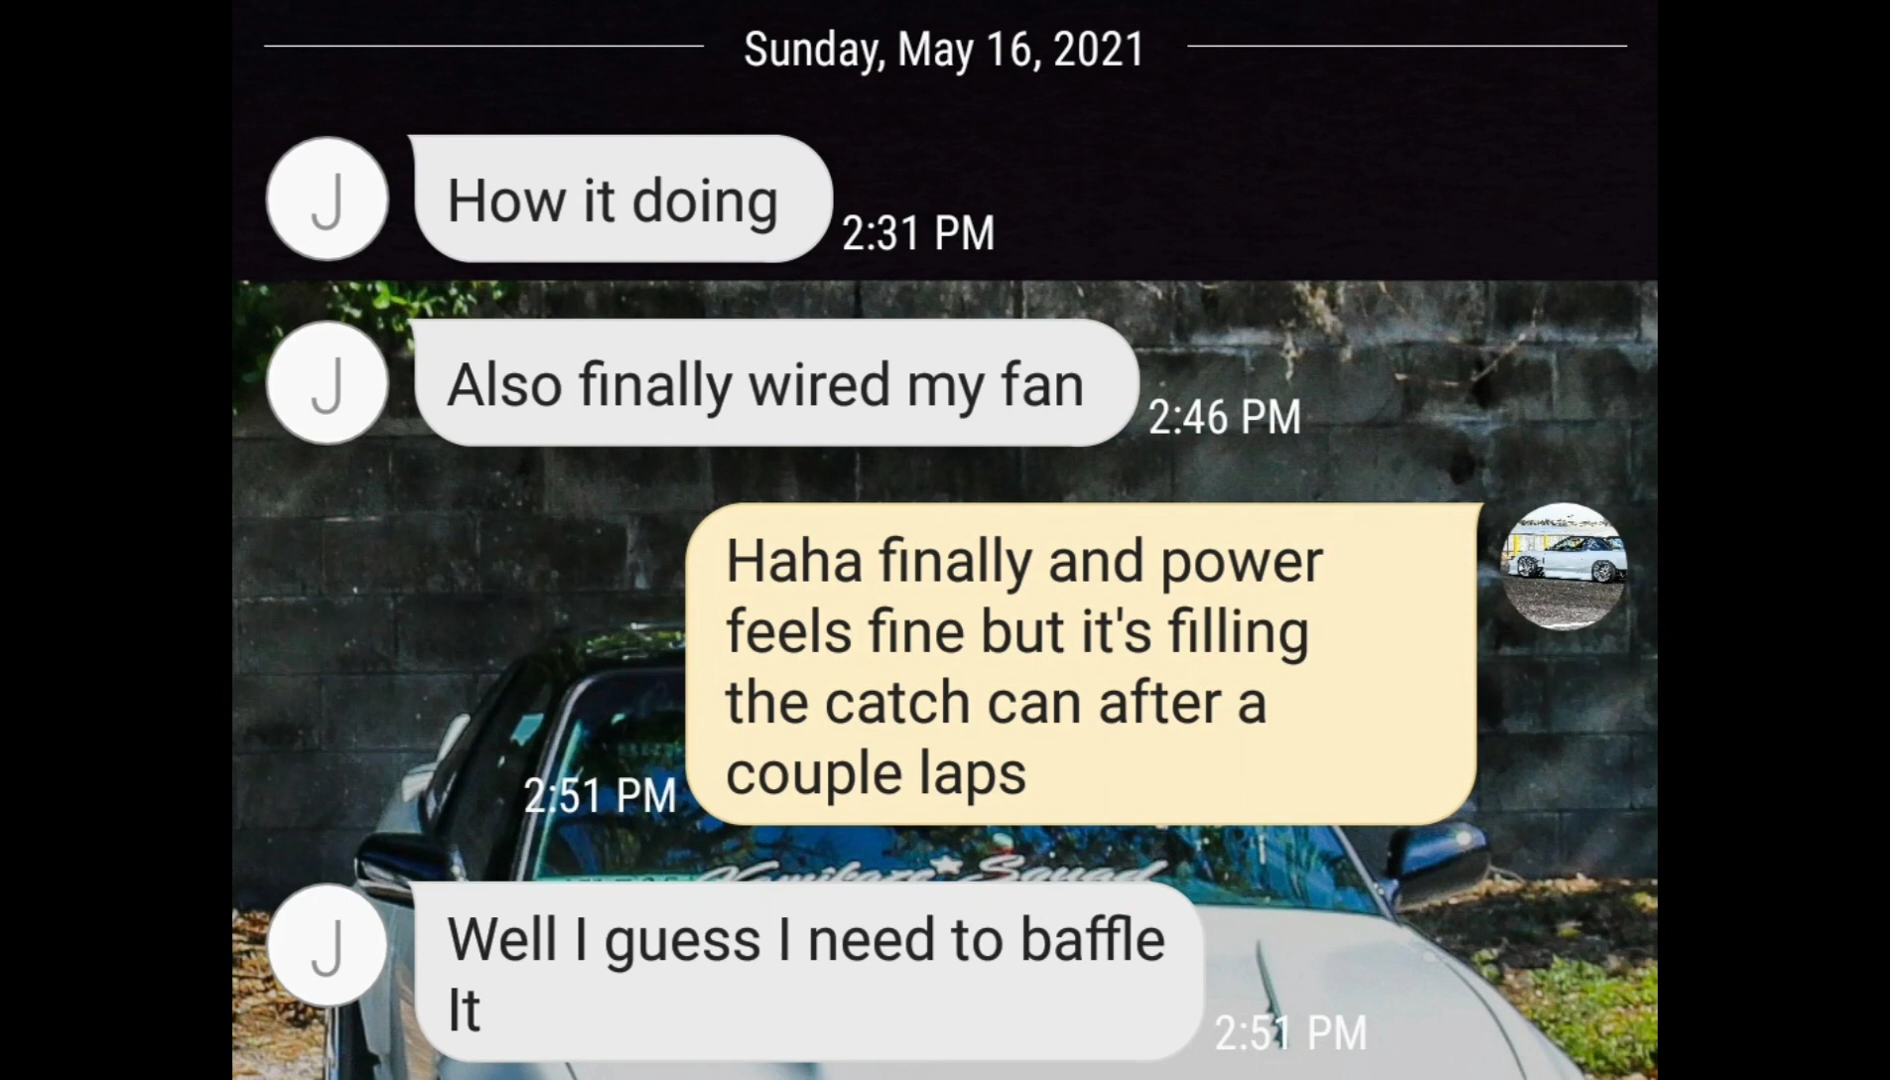 Sunday, May 16, 2021
J
How it doing
2:31 PM
J
Also finally wired my fan
2:46 PM
Haha finally and power
feels fine but it's filling
the catch can after a
couple laps
2:51 PM
Kamikaze Squad
J
Well I guess I need to baffle
It
2:51 PM